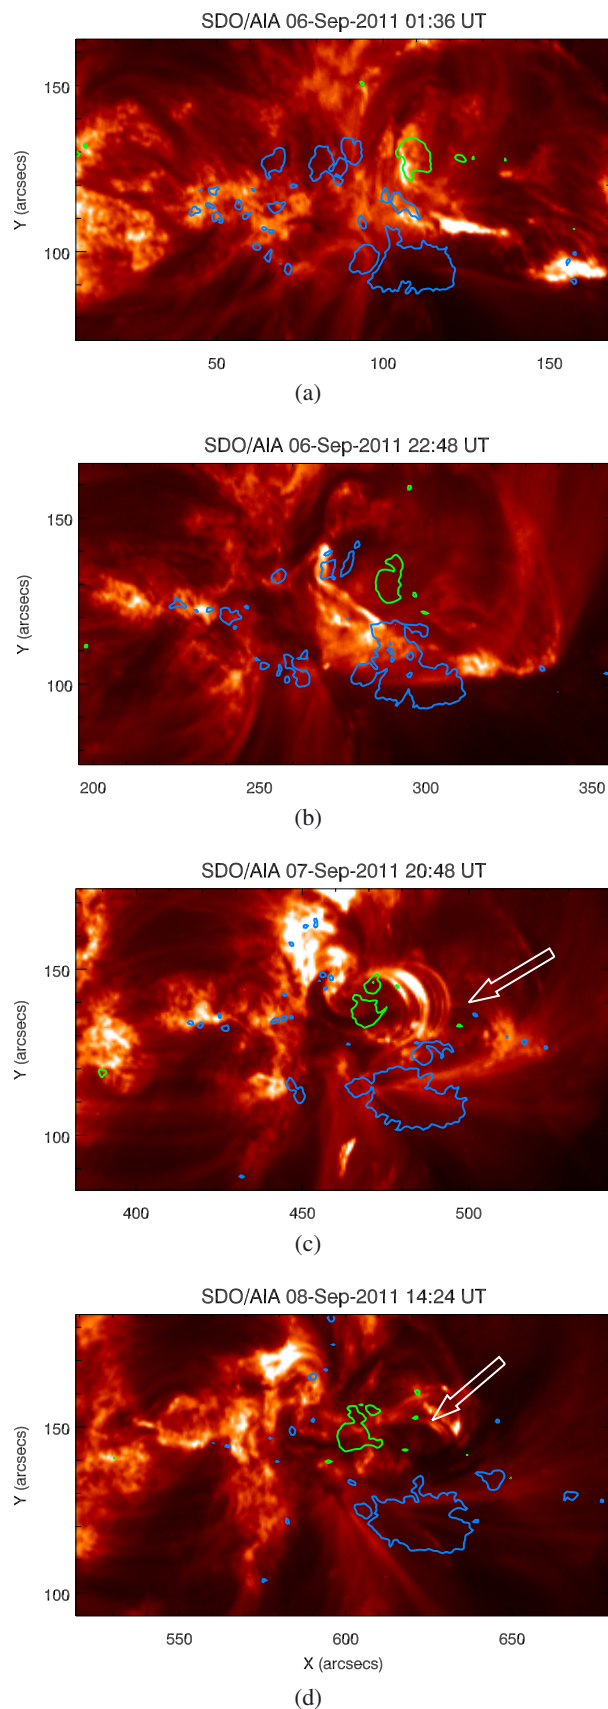 SDO/AIA 06-Sep-2011 01:36 UT
150
100
Y (arcsecs)
50 100 150
(a)
SDO/AIA 06-Sep-2011 22:48 UT
150
100
Y (arcsecs)
200 250 300 350
(b)
SDO/AIA 07-Sep-2011 20:48 UT
150
100
Y (arcsecs)
400 450 500
(c)
SDO/AIA 08-Sep-2011 14:24 UT
150
100
Y (arcsecs)
550 600 650
X (arcsecs)
(d)